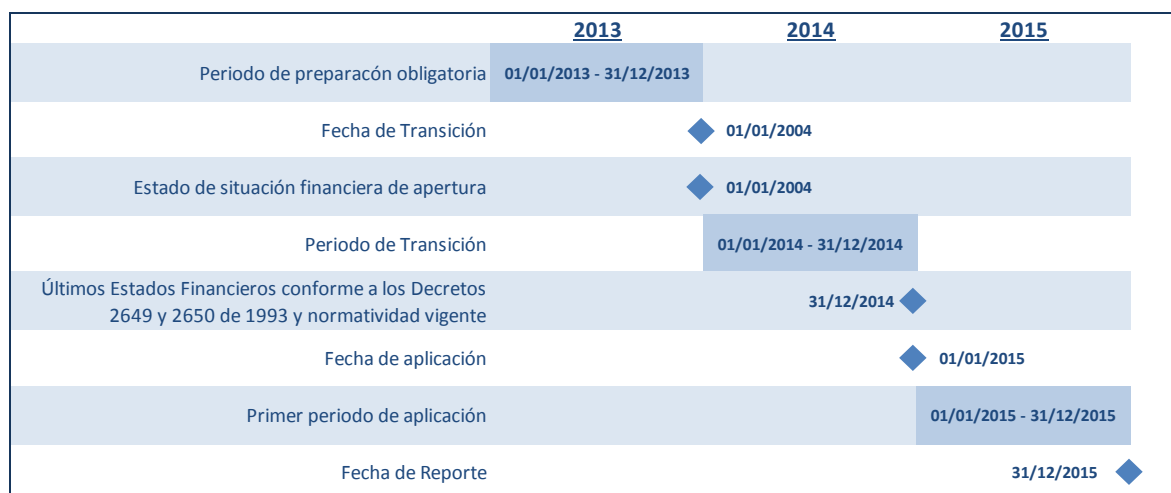 2013 2014 2015
Periodo de preparacón obligatoria 01/01/2013 - 31/12/2013
Fecha de Transición 01/01/2004
Estado de situación financiera de apertura 01/01/2004
Periodo de Transición 01/01/2014 - 31/12/2014
Últimos Estados Financieros conforme a los Decretos
2649 y 2650 de 1993 y normatividad vigente 31/12/2014
Fecha de aplicación 01/01/2015
Primer periodo de aplicación 01/01/2015 - 31/12/2015
Fecha de Reporte 31/12/2015